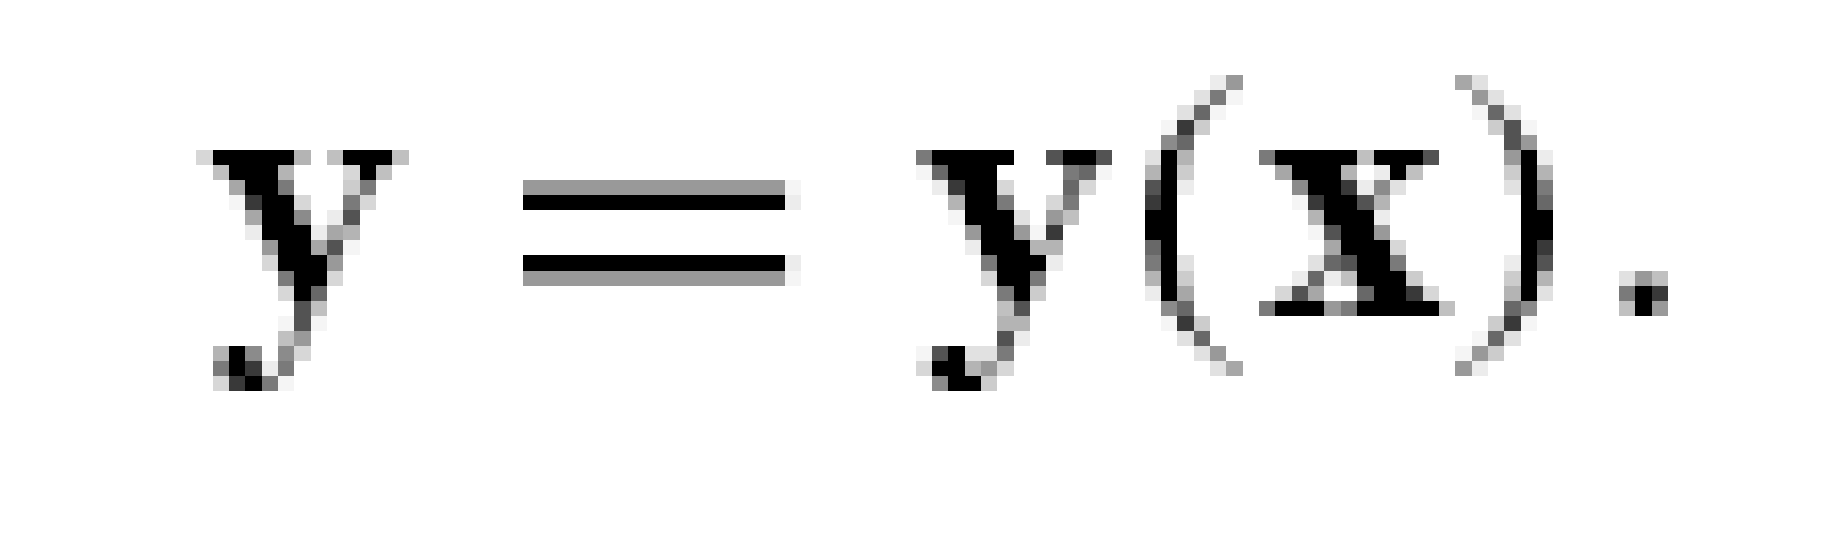 y = y(x).